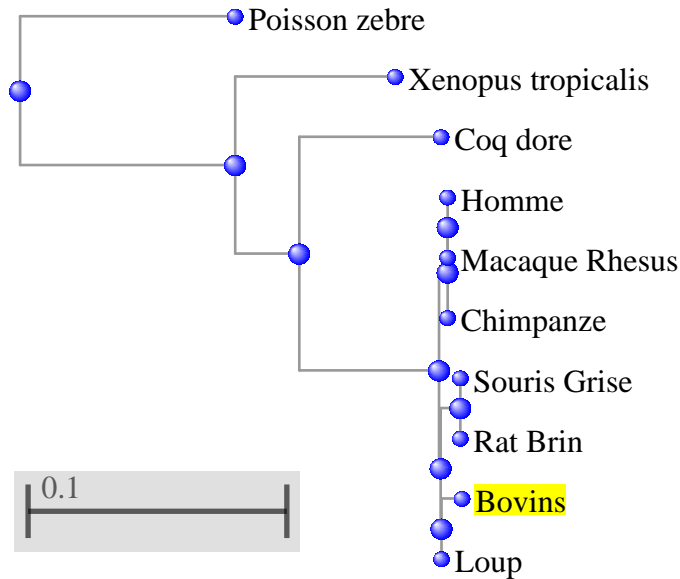 Poisson zebre
Xenopus tropicalis
Coq dore
Homme
Macaque Rhesus
Chimpanze
Souris Grise
Rat Brin
0.1
Bovins
Loup